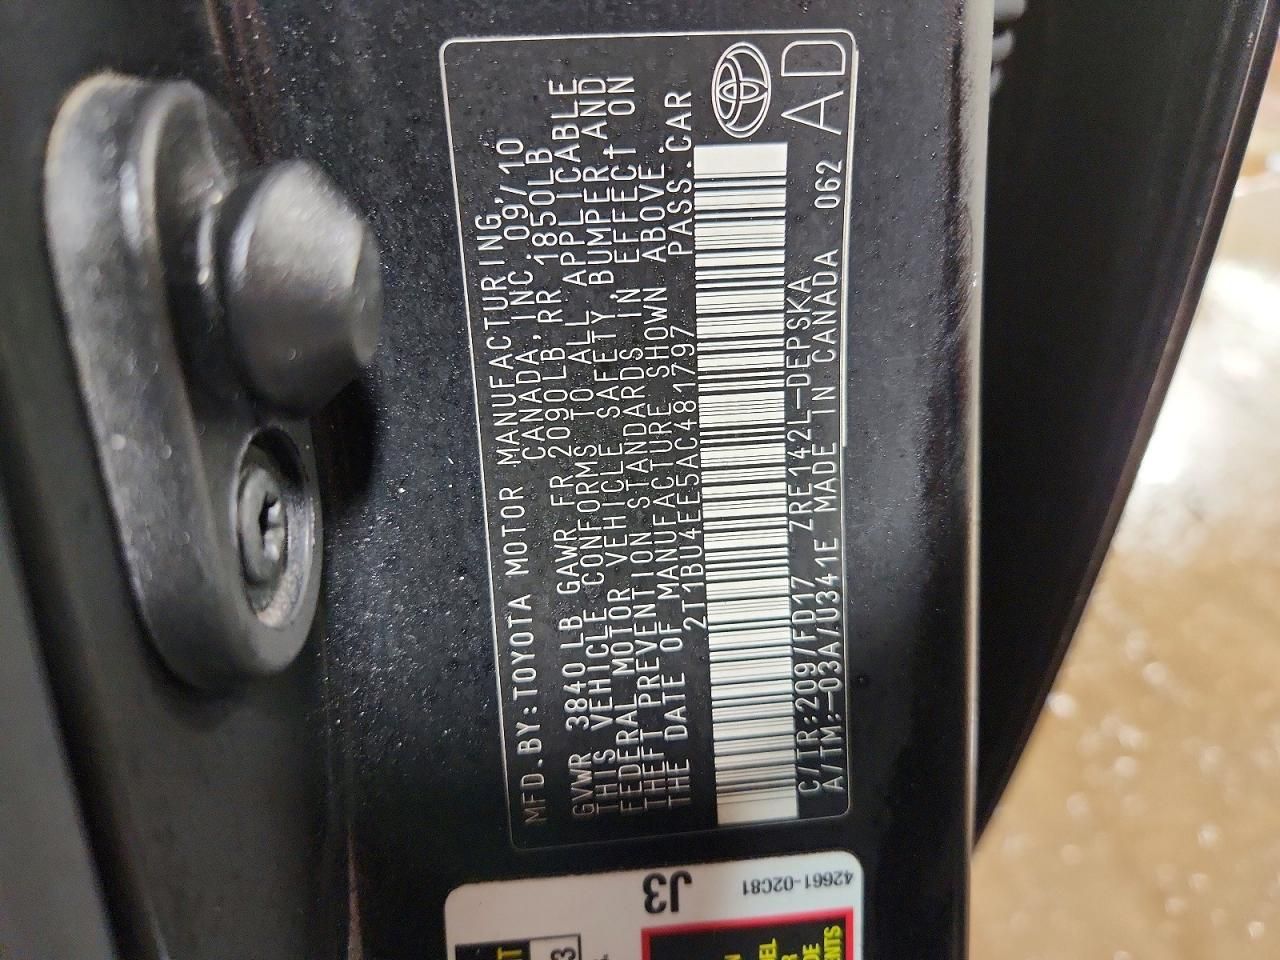 MFD.BY:TOYOTA MOTOR MANUFACTURING,
CANADA, INC. 09/10
GVWR 3840 LB GAWR FR 2090LB, RR 1850LB
THIS VEHICLE CONFORMS TO ALL APPLICABLE
FEDERAL MOTOR VEHICLE SAFETY, BUMPER, AND
THEFT PREVENTION STANDARDS IN EFFECT ON
THE DATE OF MANUFACTURE SHOWN ABOVE.
2T1BU4EE5AC481797 PASS.CAR
C/TR:209/FD17 ZRE142L-DEPSKA
A/TM:-03A/U341E MADE IN CANADA 062
AD
J3
42661-02C81